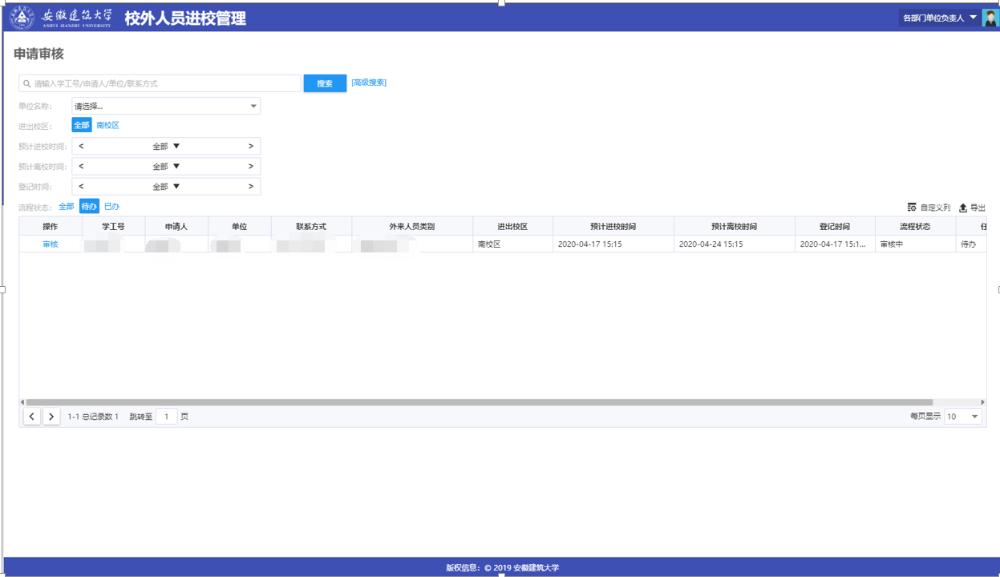 安徽建筑大学 校外人员进校管理 各部门单位负责人
ANHUI JIANZHU UNIVERSITY
申请审核
请输入学工号/申请人/单位/联系方式 搜索 [高级搜索]
单位名称: 请选择...
进出校区: 全部 南校区
预计进校时间: < 全部 ▼ >
预计离校时间: < 全部 ▼ >
登记时间: < 全部 ▼ >
流程状态: 全部 待办 已办 自定义列 导出
操作 学工号 申请人 单位 联系方式 外来人员类别 进出校区 预计进校时间 预计离校时间 登记时间 流程状态
审核 南校区 2020-04-17 15:15 2020-04-24 15:15 2020-04-17 15:1... 审核中 待办
1-1 总记录数 1 跳转至 1 页 每页显示 10
版权信息: © 2019 安徽建筑大学